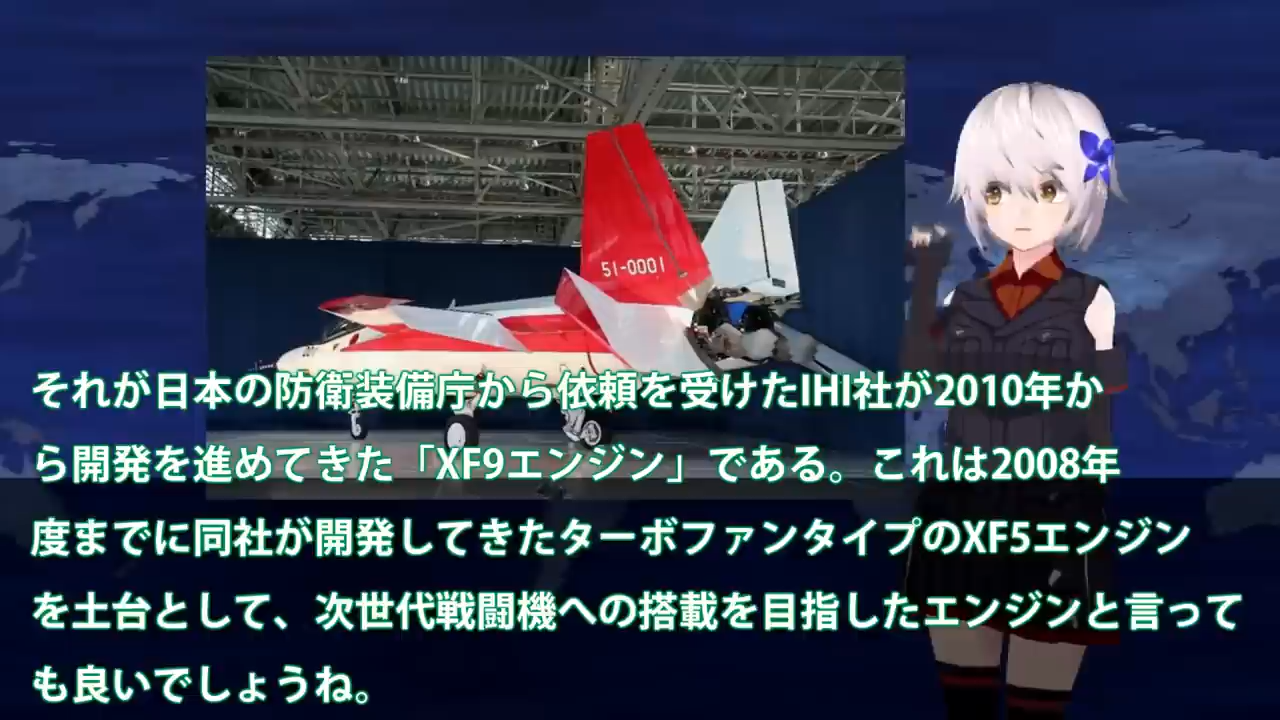 51-0001
それが日本の防衛装備庁から依頼を受けたIHI社が2010年か
ら開発を進めてきた「XF9エンジン」である。これは2008年
度までに同社が開発してきたターボファンタイプのXF5エンジン
を土台として、次世代戦闘機への搭載を目指したエンジンと言って
も良いでしょうね。